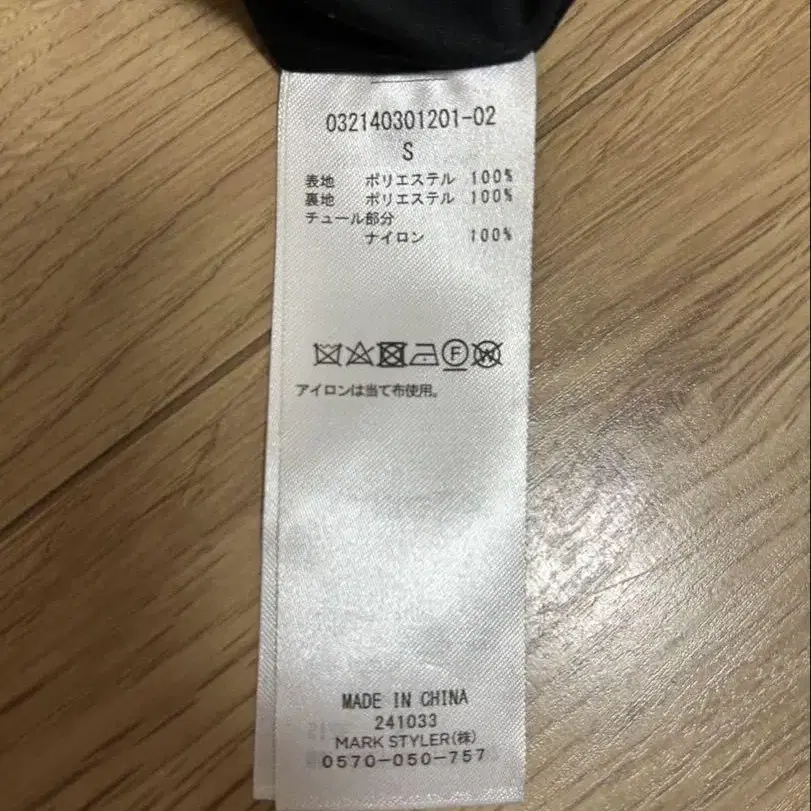 032140301201-02
S
表地 ポリエステル 100%
裏地 ポリエステル 100%
チュール部分
ナイロン 100%
F W
アイロンは当て布使用。
MADE IN CHINA
241033
MARK STYLER(株)
0570-050-757